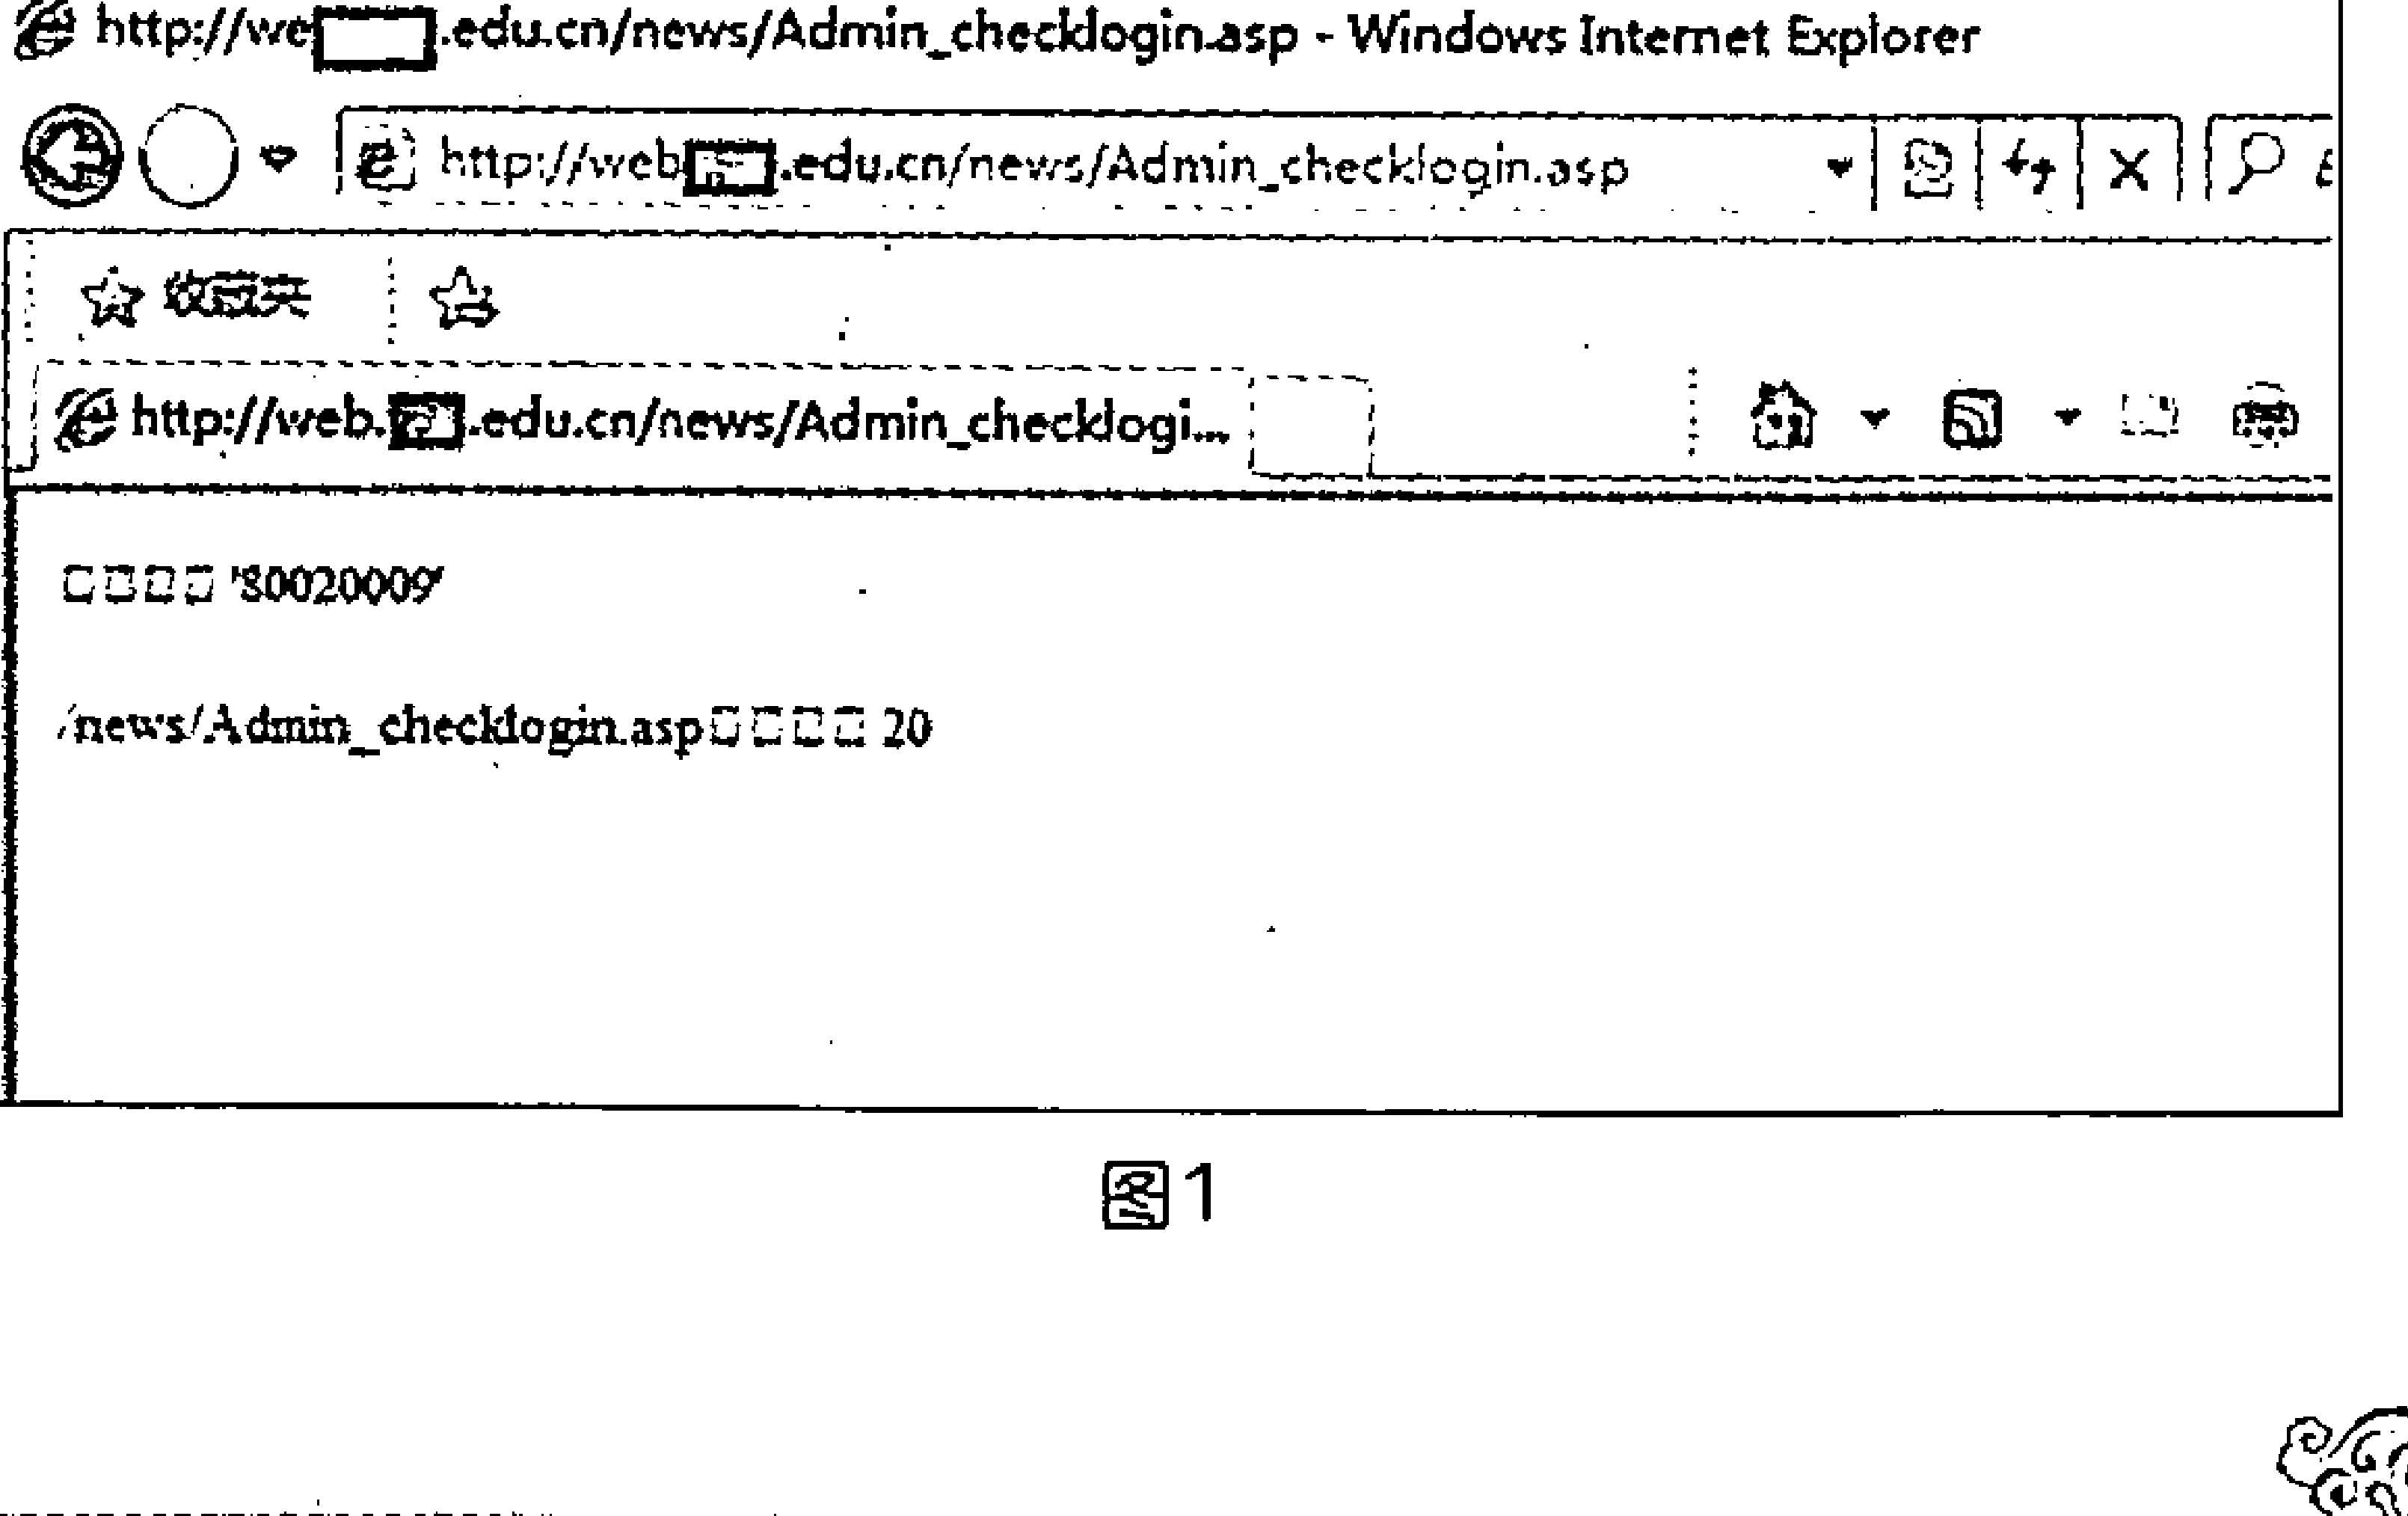 http://we .edu.cn/news/Admin_checklogin.asp - Windows Internet Explorer
http://web. .edu.cn/news/Admin_checklogin.asp
收藏夹
http://web. .edu.cn/news/Admin_checklogi...
□□□□ '80020009'
/news/Admin_checklogin.asp□□□□ 20
图1